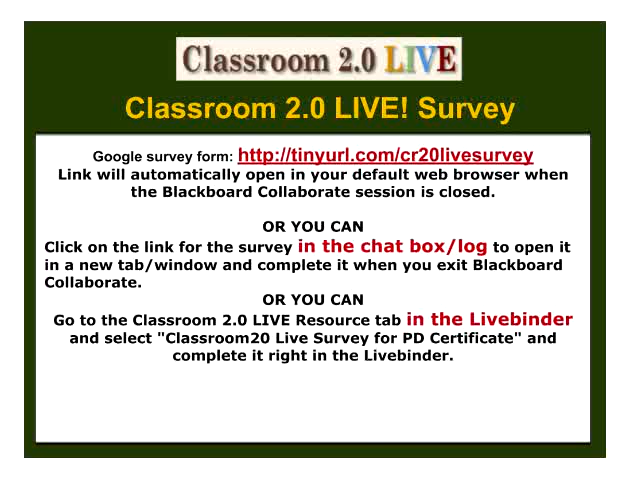 Classroom 2.0 LIVE
Classroom 2.0 LIVE! Survey
Google survey form: http://tinyurl.com/cr20livesurvey
Link will automatically open in your default web browser when
the Blackboard Collaborate session is closed.
OR YOU CAN
Click on the link for the survey in the chat box/log to open it
in a new tab/window and complete it when you exit Blackboard
Collaborate.
OR YOU CAN
Go to the Classroom 2.0 LIVE Resource tab in the Livebinder
and select "Classroom20 Live Survey for PD Certificate" and
complete it right in the Livebinder.